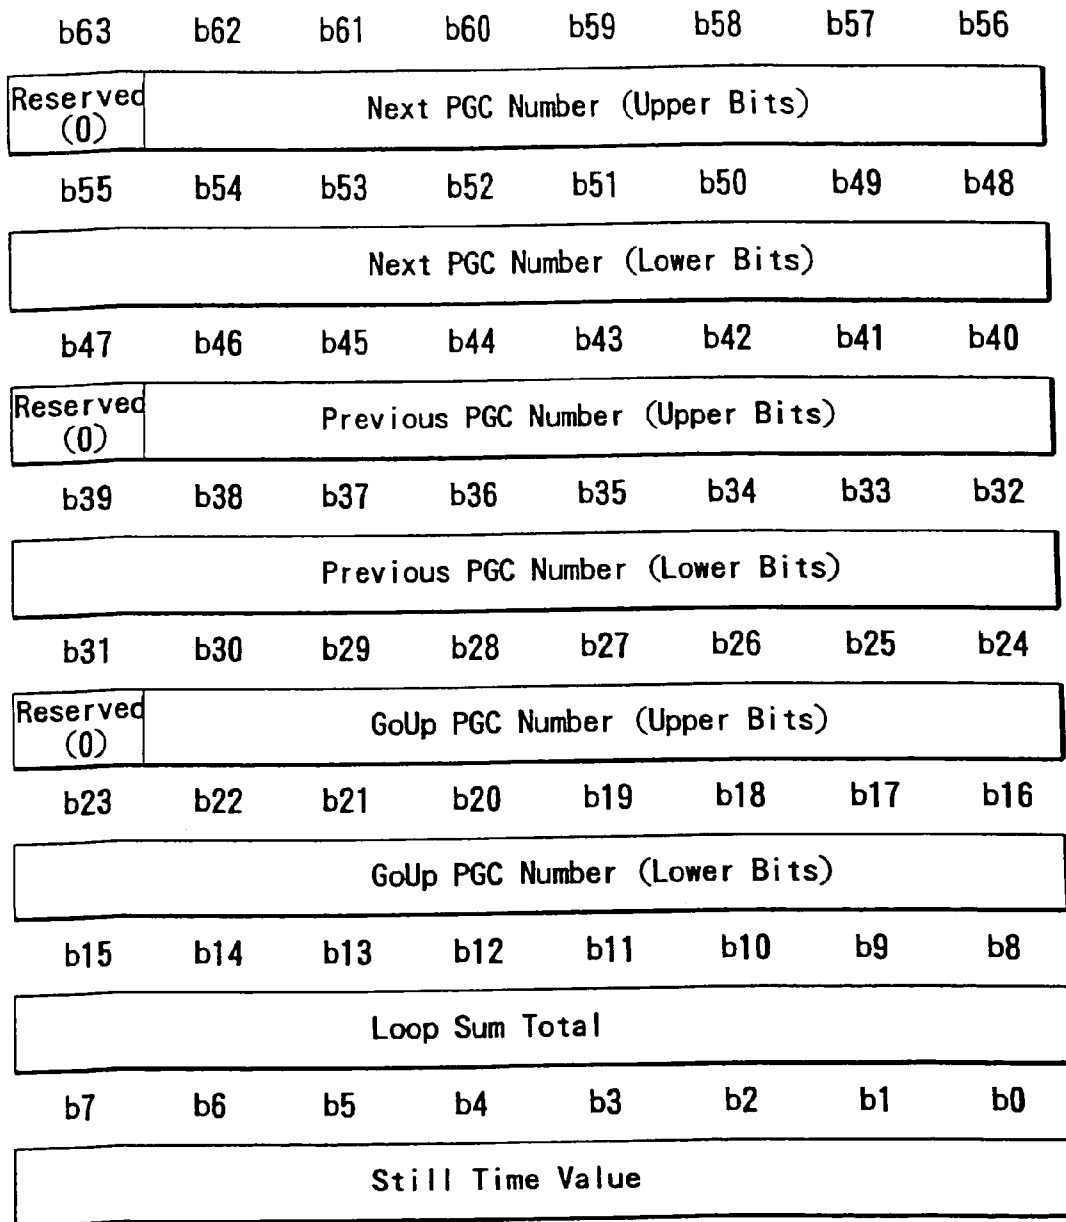 b63 b62 b61 b60 b59 b58 b57 b56
Reserved
(0)
Next PGC Number (Upper Bits)
b55 b54 b53 b52 b51 b50 b49 b48
Next PGC Number (Lower Bits)
b47 b46 b45 b44 b43 b42 b41 b40
Reserved
(0)
Previous PGC Number (Upper Bits)
b39 b38 b37 b36 b35 b34 b33 b32
Previous PGC Number (Lower Bits)
b31 b30 b29 b28 b27 b26 b25 b24
Reserved
(0)
GoUp PGC Number (Upper Bits)
b23 b22 b21 b20 b19 b18 b17 b16
GoUp PGC Number (Lower Bits)
b15 b14 b13 b12 b11 b10 b9 b8
Loop Sum Total
b7 b6 b5 b4 b3 b2 b1 b0
Still Time Value